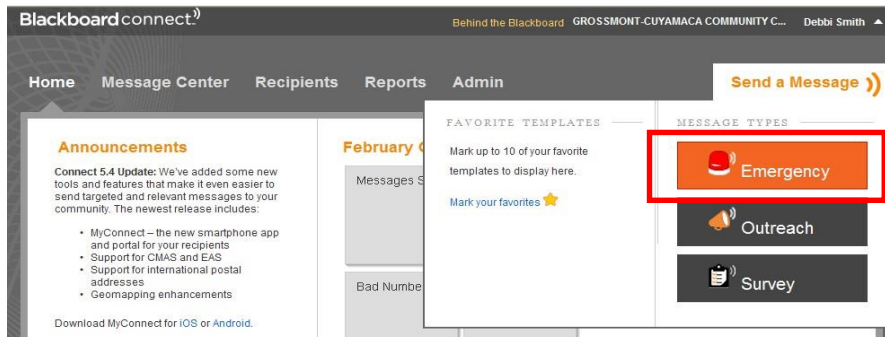 Blackboard connect.
Behind the Blackboard GROSSMONT-CUYAMACA COMMUNITY C... Debbi Smith
Home Message Center Recipients Reports Admin Send a Message
Announcements
Connect 5.4 Update: We've added some new
tools and features that make it even easier to
send targeted and relevant messages to your
community. The newest release includes:
• MyConnect – the new smartphone app
and portal for your recipients
• Support for CMAS and EAS
• Support for international postal
addresses
• Geomapping enhancements
Download MyConnect for iOS or Android.
February
Messages S
Bad Numbe
FAVORITE TEMPLATES
Mark up to 10 of your favorite
templates to display here.
Mark your favorites
MESSAGE TYPES
Emergency
Outreach
Survey